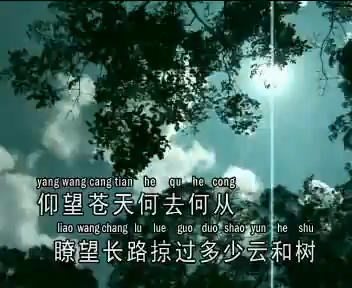 yang wang cang tian he qu he cong
仰望苍天何去何从
liao wang chang lu lue guo duo shao yun he shu
瞭望长路掠过多少云和树